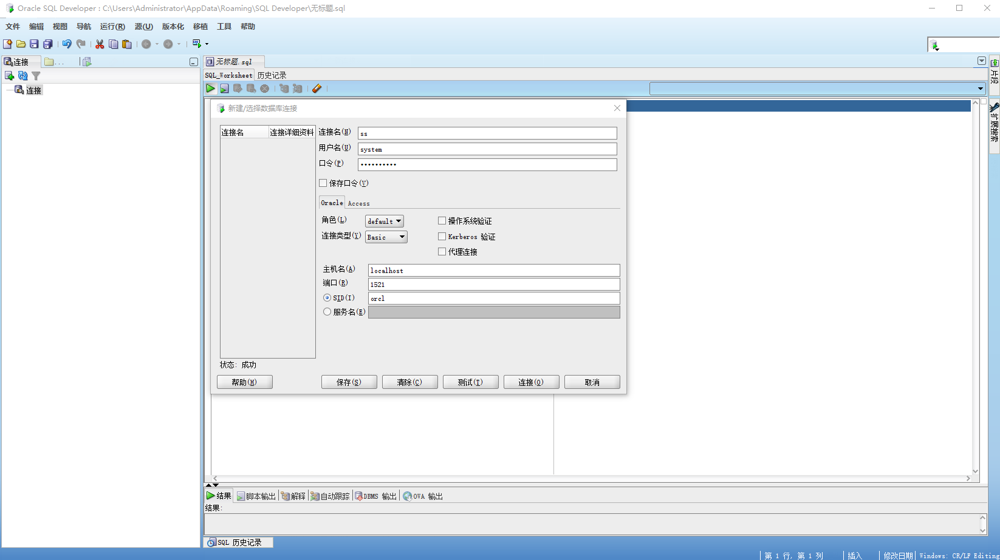 Oracle SQL Developer : C:\Users\Administrator\AppData\Roaming\SQL Developer\无标题.sql
文件 编辑 视图 导航 运行(R) 源(U) 版本化 移植 工具 帮助
连接 ...
无标题.sql
SQL_Worksheet 历史记录
连接
片段
扩展搜索
新建/选择数据库连接
连接名 连接详细资料
连接名(N) ss
用户名(U) system
口令(P) ••••••••••
保存口令(V)
Oracle Access
角色(L) default 操作系统验证
连接类型(Y) Basic Kerberos 验证
代理连接
主机名(A) localhost
端口(R) 1521
SID(I) orcl
服务名(E)
状态: 成功
帮助(H) 保存(S) 清除(C) 测试(T) 连接(O) 取消
结果 脚本输出 解释 自动跟踪 DBMS 输出 OWA 输出
结果:
SQL 历史记录
第 1 行, 第 1 列 插入 修改日期 Windows: CR/LF Editing